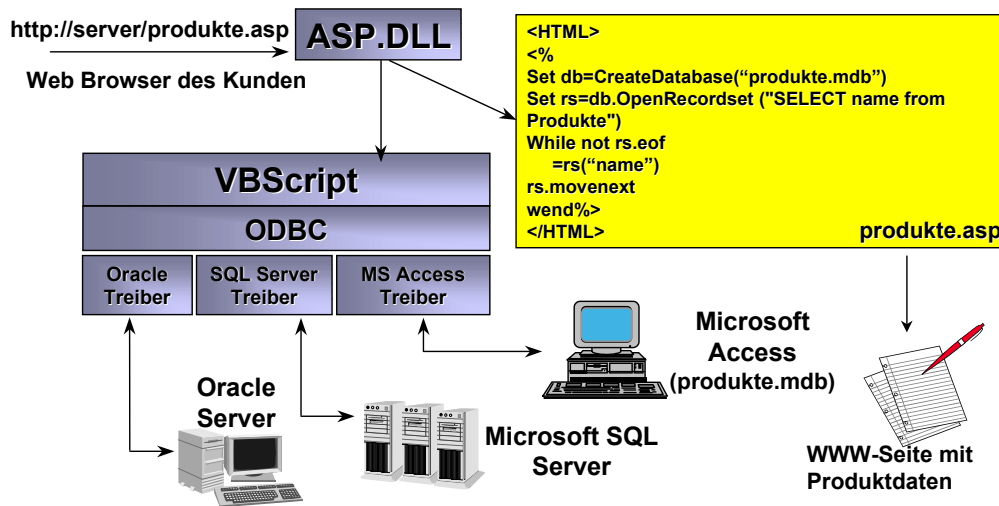 http://server/produkte.asp
Web Browser des Kunden
ASP.DLL
<HTML>
<%
Set db=CreateDatabase(“produkte.mdb”)
Set rs=db.OpenRecordset ("SELECT name from
Produkte")
While not rs.eof
=rs(“name”)
rs.movenext
wend%>
</HTML>
produkte.asp
VBScript
ODBC
Oracle
Treiber
SQL Server
Treiber
MS Access
Treiber
Microsoft
Access
(produkte.mdb)
Oracle
Server
Microsoft SQL
Server
WWW-Seite mit
Produktdaten